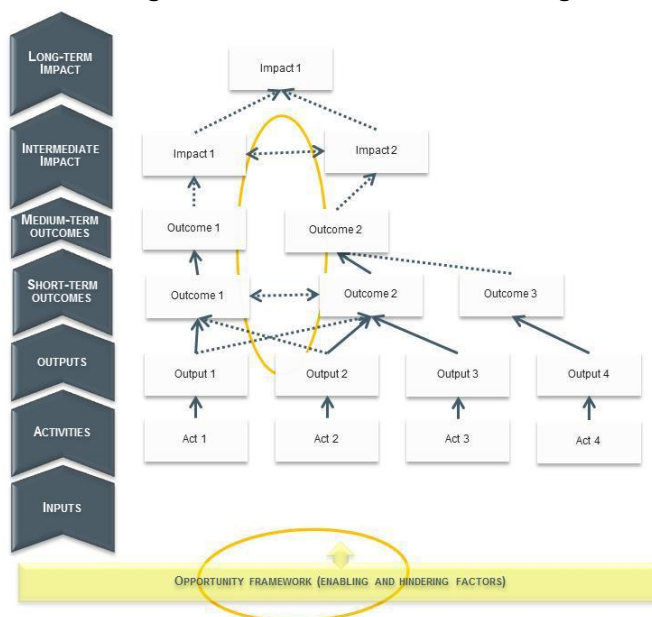 LONG-TERM
IMPACT
Impact 1
INTERMEDIATE
IMPACT
Impact 1
Impact 2
MEDIUM-TERM
OUTCOMES
Outcome 1
Outcome 2
SHORT-TERM
OUTCOMES
Outcome 1
Outcome 2
Outcome 3
OUTPUTS
Output 1
Output 2
Output 3
Output 4
ACTIVITIES
Act 1
Act 2
Act 3
Act 4
INPUTS
OPPORTUNITY FRAMEWORK (ENABLING AND HINDERING FACTORS)